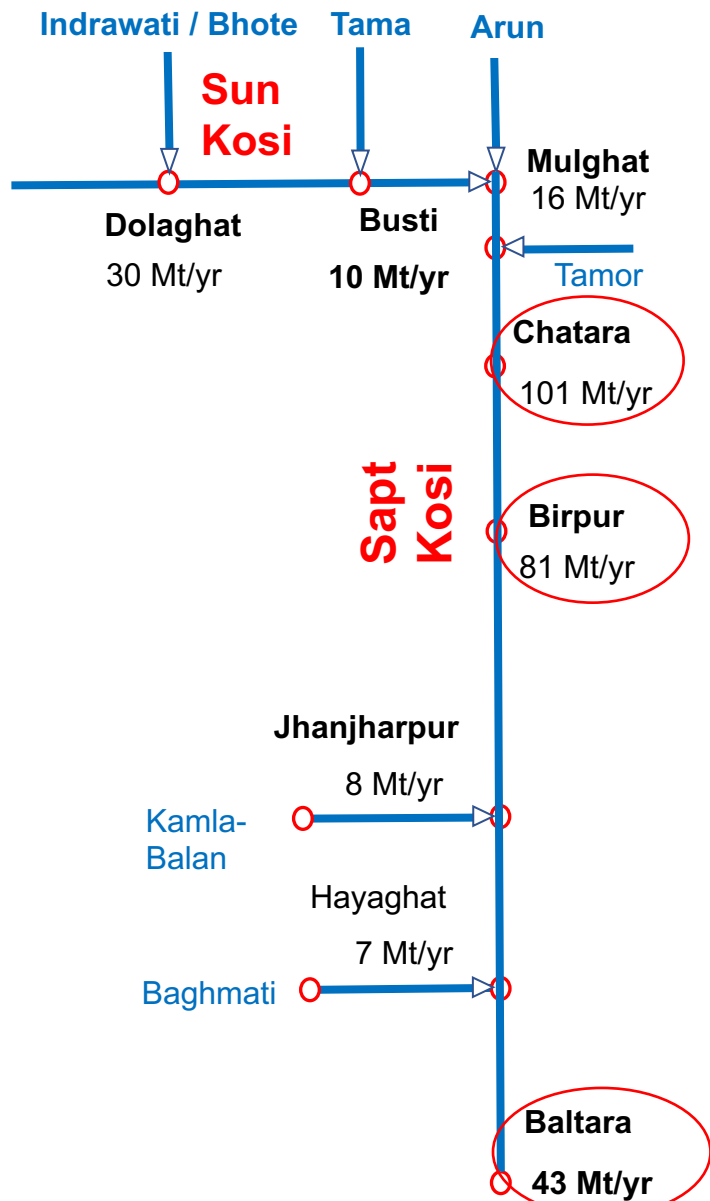 Indrawati / Bhote
Tama
Arun
Sun
Kosi
Mulghat
16 Mt/yr
Dolaghat
30 Mt/yr
Busti
10 Mt/yr
Tamor
Chatara
101 Mt/yr
Sapt
Kosi
Birpur
81 Mt/yr
Jhanjharpur
8 Mt/yr
Kamla-
Balan
Hayaghat
7 Mt/yr
Baghmati
Baltara
43 Mt/yr